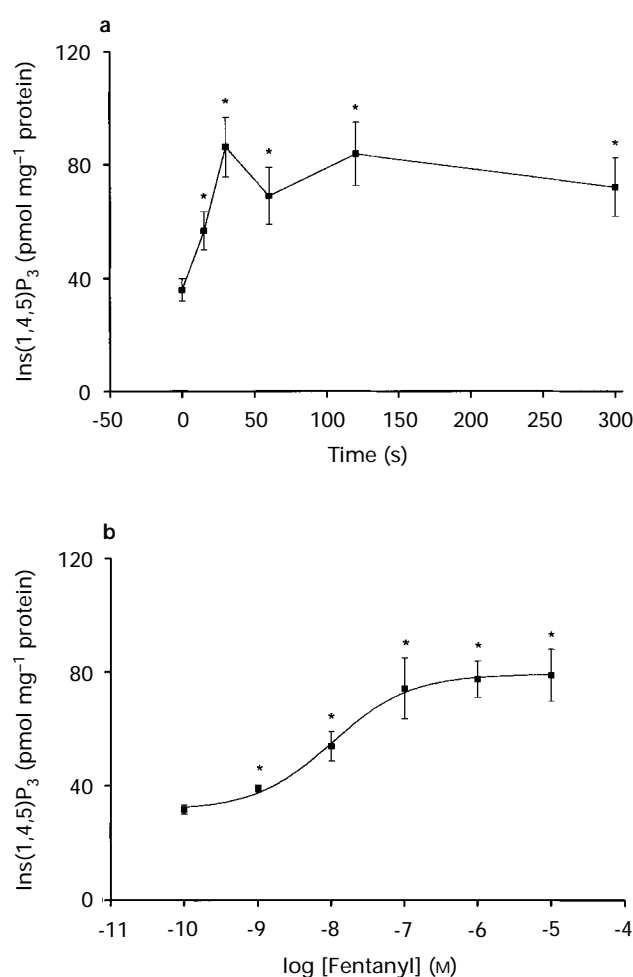 a
120
80
40
0
Ins(1,4,5)P3 (pmol mg–1 protein)
* * * * *
-50 0 50 100 150 200 250 300
Time (s)
b
120
80
40
0
Ins(1,4,5)P3 (pmol mg–1 protein)
* * * * *
-11 -10 -9 -8 -7 -6 -5 -4
log [Fentanyl] (M)